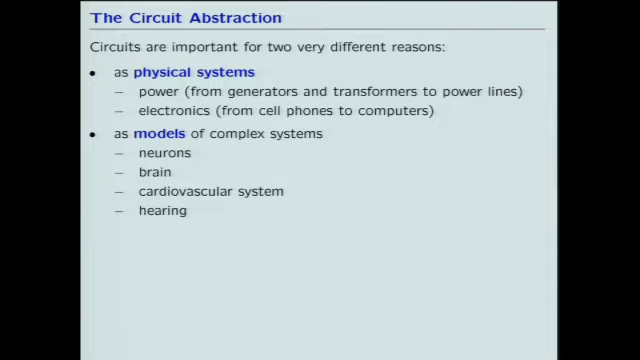 The Circuit Abstraction
Circuits are important for two very different reasons:
• as physical systems
– power (from generators and transformers to power lines)
– electronics (from cell phones to computers)
• as models of complex systems
– neurons
– brain
– cardiovascular system
– hearing